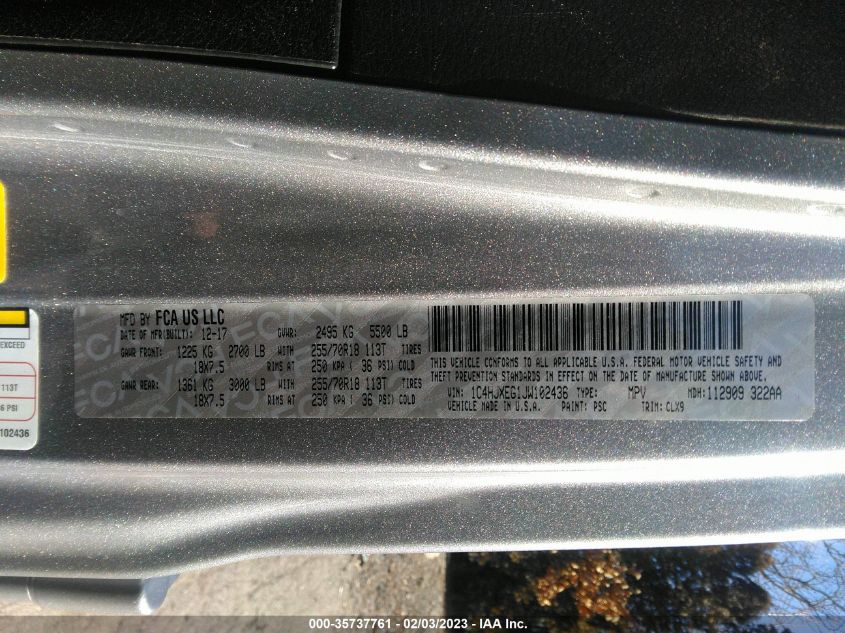 MFD BY FCA US LLC
DATE OF MFR(BUILT): 12-17 GVWR: 2495 KG 5500 LB
GAWR FRONT: 1225 KG 2700 LB WITH 255/70R18 113T TIRES
18X7.5 RIMS AT 250 KPA ( 36 PSI) COLD
GAWR REAR: 1361 KG 3000 LB WITH 255/70R18 113T TIRES
18X7.5 RIMS AT 250 KPA ( 36 PSI) COLD
THIS VEHICLE CONFORMS TO ALL APPLICABLE U.S.A. FEDERAL MOTOR VEHICLE SAFETY AND
THEFT PREVENTION STANDARDS IN EFFECT ON THE DATE OF MANUFACTURE SHOWN ABOVE.
VIN: 1C4HJXEG1JW102436 TYPE: MPV MDH:112909 322AA
VEHICLE MADE IN U.S.A. PAINT: PSC TRIM: CLX9
EXCEED
113T
6 PSI
102436
000-35737761 - 02/03/2023 - IAA Inc.